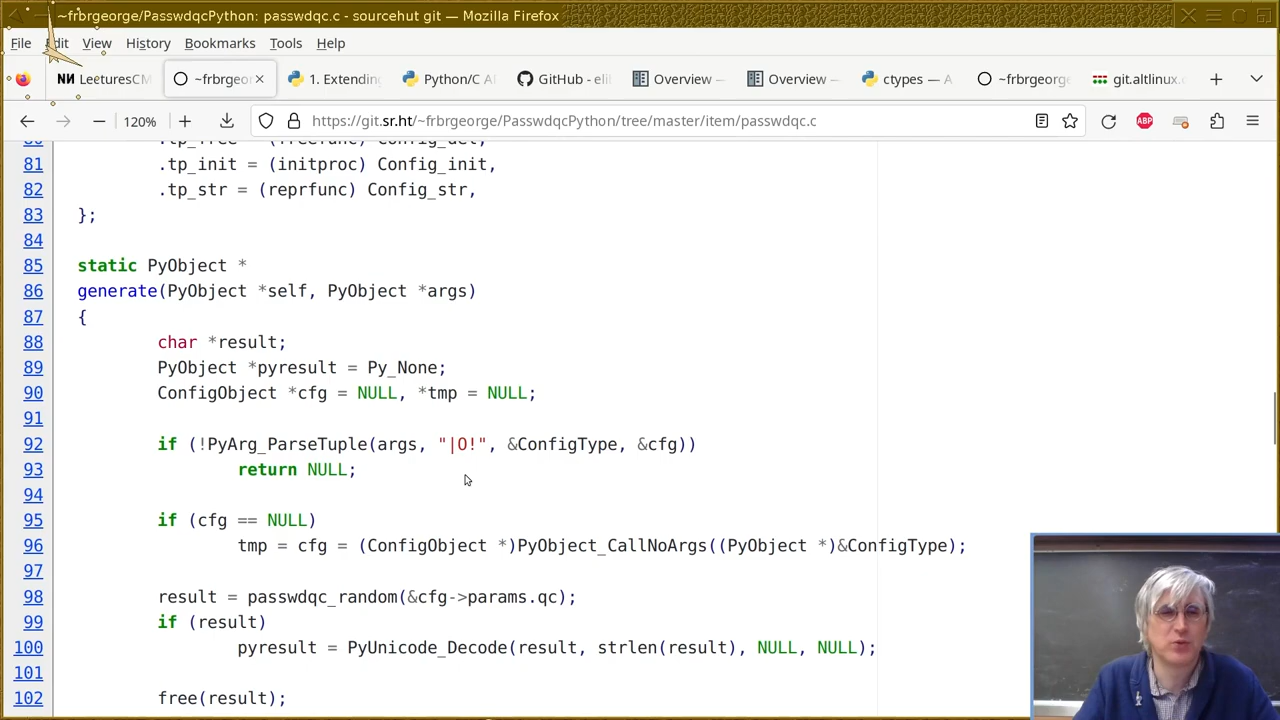 ~frbrgeorge/PasswdqcPython: passwdqc.c - sourcehut git — Mozilla Firefox
File Edit View History Bookmarks Tools Help
LecturesCM ~frbrgeor 1. Extending Python/C A GitHub - eli Overview Overview ctypes — A ~frbrgeorg git.altlinux.
120% https://git.sr.ht/~frbrgeorge/PasswdqcPython/tree/master/item/passwdqc.c ABP
81 .tp_init = (initproc) Config_init,
82 .tp_str = (reprfunc) Config_str,
83 };
84
85 static PyObject *
86 generate(PyObject *self, PyObject *args)
87 {
88 char *result;
89 PyObject *pyresult = Py_None;
90 ConfigObject *cfg = NULL, *tmp = NULL;
91
92 if (!PyArg_ParseTuple(args, "|O!", &ConfigType, &cfg))
93 return NULL;
94
95 if (cfg == NULL)
96 tmp = cfg = (ConfigObject *)PyObject_CallNoArgs((PyObject *)&ConfigType);
97
98 result = passwdqc_random(&cfg->params.qc);
99 if (result)
100 pyresult = PyUnicode_Decode(result, strlen(result), NULL, NULL);
101
102 free(result);